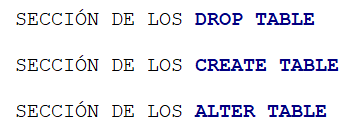 SECCIÓN DE LOS DROP TABLE
SECCIÓN DE LOS CREATE TABLE
SECCIÓN DE LOS ALTER TABLE